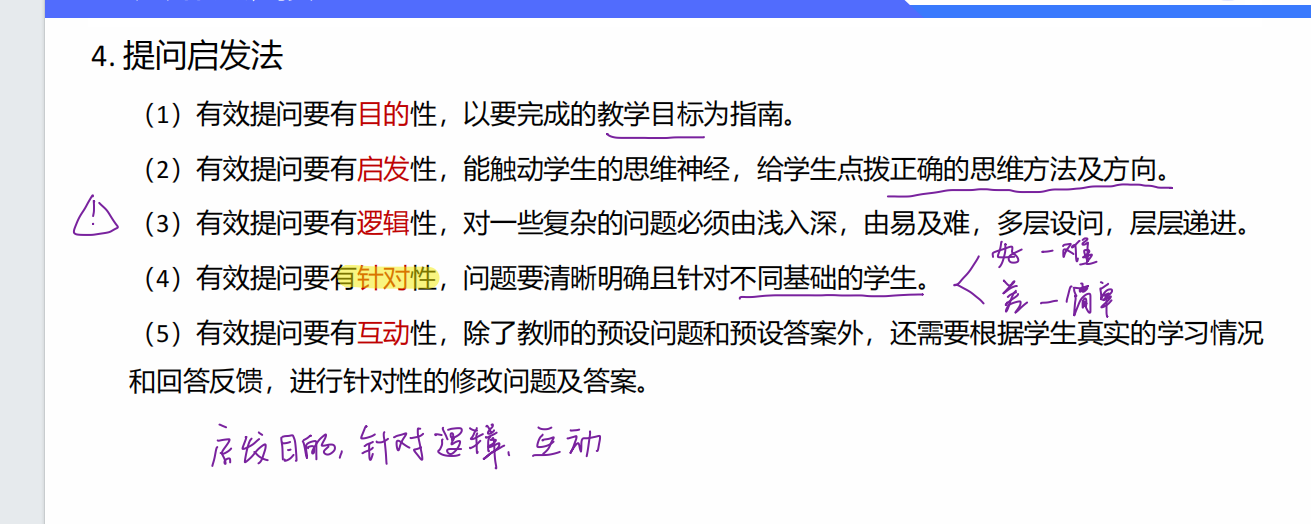 4. 提问启发法
（1）有效提问要有目的性，以要完成的教学目标为指南。
（2）有效提问要有启发性，能触动学生的思维神经，给学生点拨正确的思维方法及方向。
（3）有效提问要有逻辑性，对一些复杂的问题必须由浅入深，由易及难，多层设问，层层递进。
好—难
（4）有效提问要有针对性，问题要清晰明确且针对不同基础的学生。
差—简单
（5）有效提问要有互动性，除了教师的预设问题和预设答案外，还需要根据学生真实的学习情况
和回答反馈，进行针对性的修改问题及答案。
启发目的，针对逻辑、互动